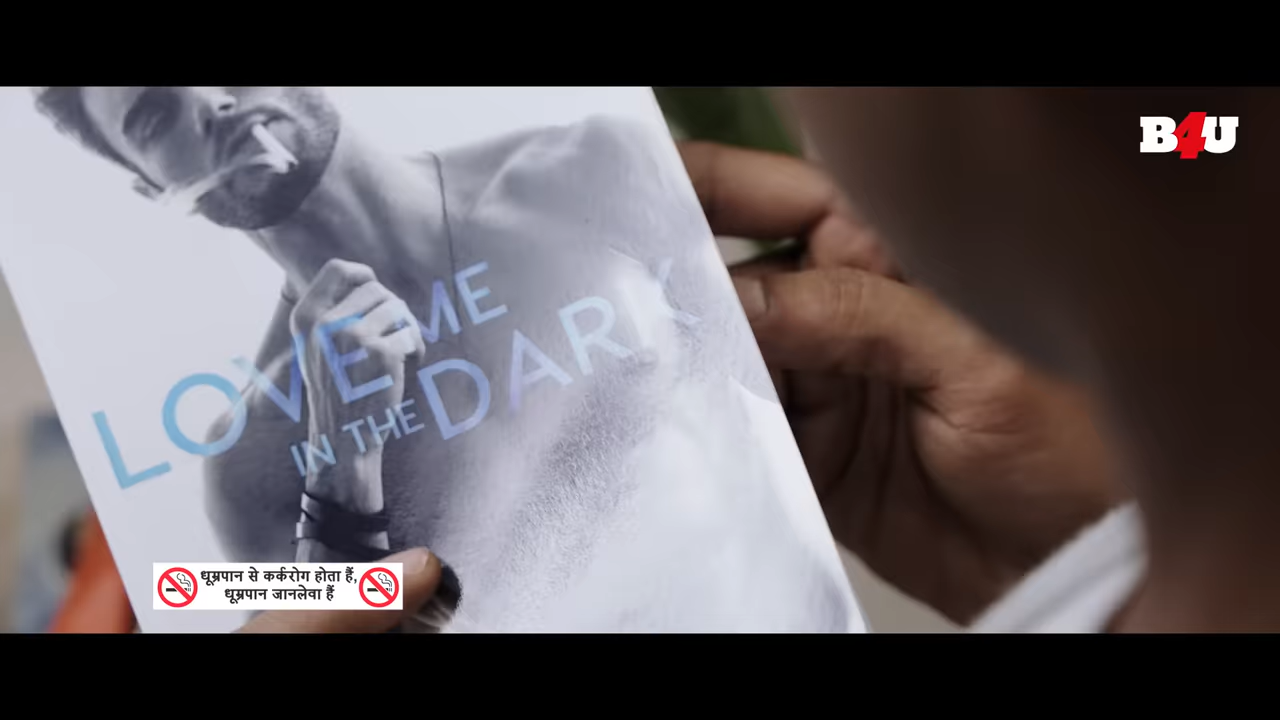 B4U
LOVE ME
IN THE DARK
धूम्रपान से कर्करोग होता हैं,
धूम्रपान जानलेवा हैं